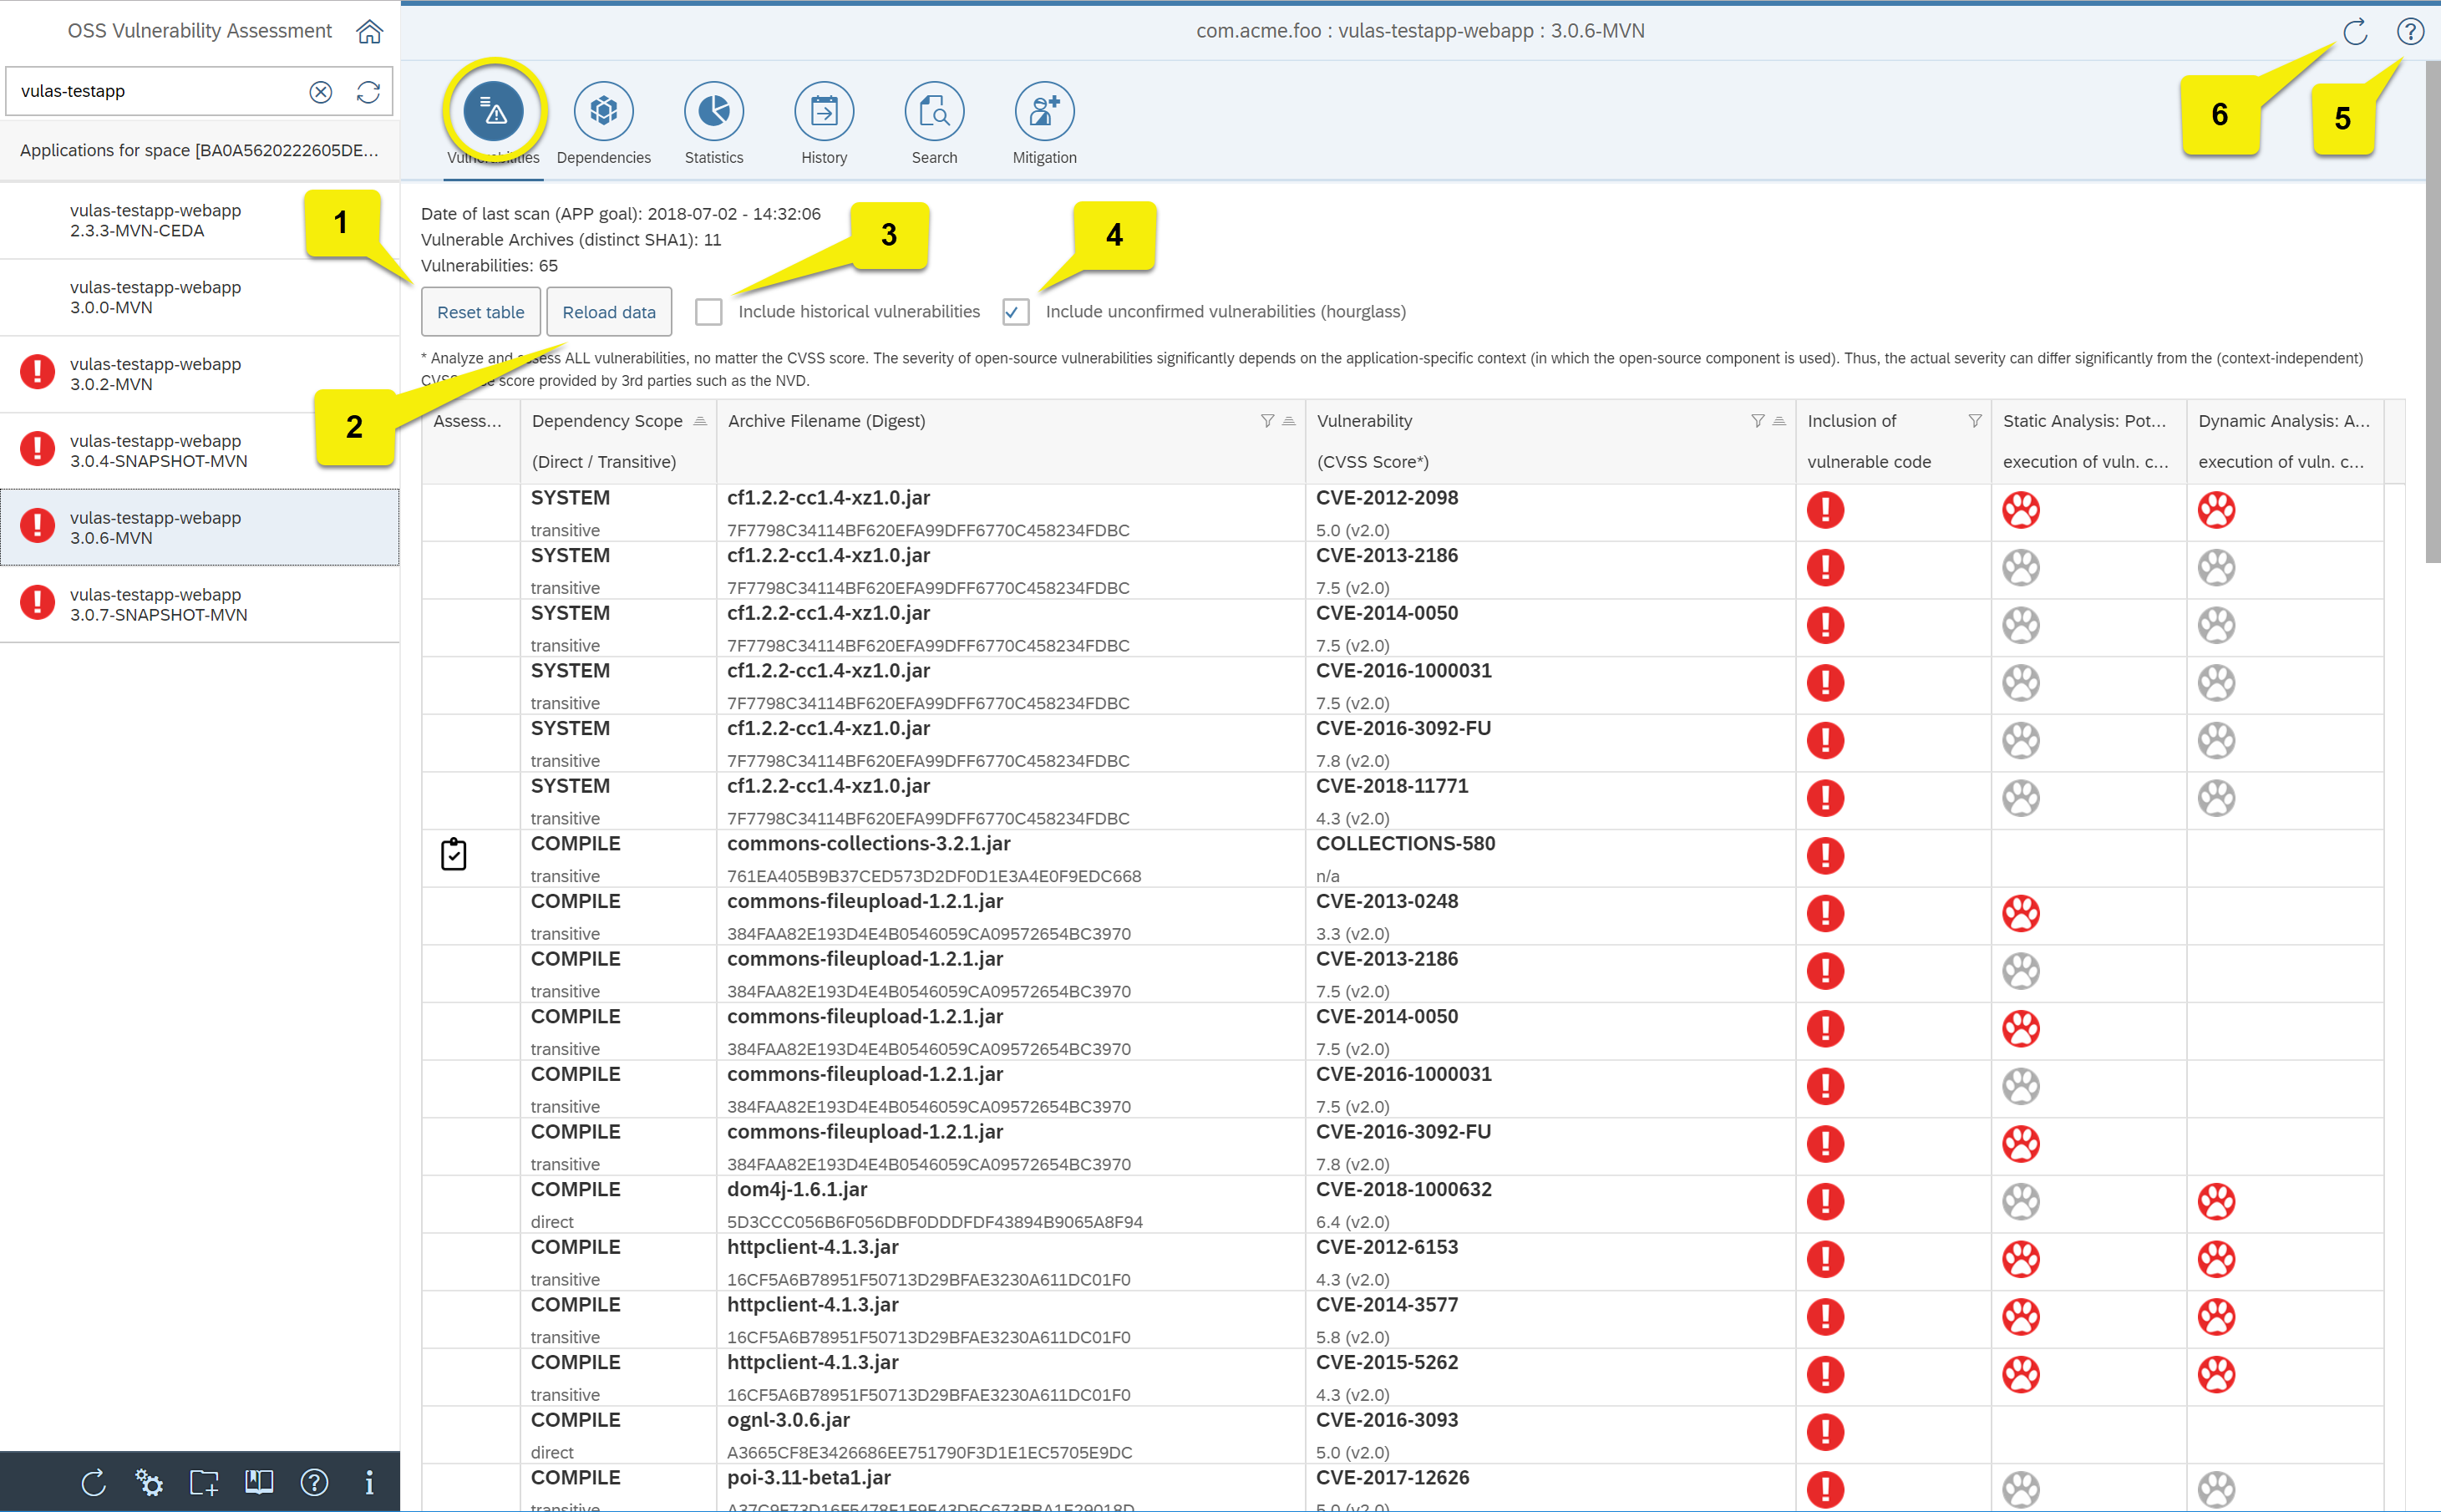 OSS Vulnerability Assessment
com.acme.foo : vulas-testapp-webapp : 3.0.6-MVN
vulas-testapp
Applications for space [BA0A5620222605DE...
vulas-testapp-webapp
2.3.3-MVN-CEDA
vulas-testapp-webapp
3.0.0-MVN
vulas-testapp-webapp
3.0.2-MVN
vulas-testapp-webapp
3.0.4-SNAPSHOT-MVN
vulas-testapp-webapp
3.0.6-MVN
vulas-testapp-webapp
3.0.7-SNAPSHOT-MVN
Vulnerabilities Dependencies Statistics History Search Mitigation
6
5
1
3
4
2
Date of last scan (APP goal): 2018-07-02 - 14:32:06
Vulnerable Archives (distinct SHA1): 11
Vulnerabilities: 65
Reset table Reload data Include historical vulnerabilities Include unconfirmed vulnerabilities (hourglass)
* Analyze and assess ALL vulnerabilities, no matter the CVSS score. The severity of open-source vulnerabilities significantly depends on the application-specific context (in which the open-source component is used). Thus, the actual severity can differ significantly from the (context-independent)
score provided by 3rd parties such as the NVD.
Assess... Dependency Scope Archive Filename (Digest) Vulnerability Inclusion of Static Analysis: Pot... Dynamic Analysis: A...
(Direct / Transitive) (CVSS Score*) vulnerable code execution of vuln. c... execution of vuln. c...
SYSTEM cf1.2.2-cc1.4-xz1.0.jar CVE-2012-2098
transitive 7F7798C34114BF620EFA99DFF6770C458234FDBC 5.0 (v2.0)
SYSTEM cf1.2.2-cc1.4-xz1.0.jar CVE-2013-2186
transitive 7F7798C34114BF620EFA99DFF6770C458234FDBC 7.5 (v2.0)
SYSTEM cf1.2.2-cc1.4-xz1.0.jar CVE-2014-0050
transitive 7F7798C34114BF620EFA99DFF6770C458234FDBC 7.5 (v2.0)
SYSTEM cf1.2.2-cc1.4-xz1.0.jar CVE-2016-1000031
transitive 7F7798C34114BF620EFA99DFF6770C458234FDBC 7.5 (v2.0)
SYSTEM cf1.2.2-cc1.4-xz1.0.jar CVE-2016-3092-FU
transitive 7F7798C34114BF620EFA99DFF6770C458234FDBC 7.8 (v2.0)
SYSTEM cf1.2.2-cc1.4-xz1.0.jar CVE-2018-11771
transitive 7F7798C34114BF620EFA99DFF6770C458234FDBC 4.3 (v2.0)
COMPILE commons-collections-3.2.1.jar COLLECTIONS-580
transitive 761EA405B9B37CED573D2DF0D1E3A4E0F9EDC668 n/a
COMPILE commons-fileupload-1.2.1.jar CVE-2013-0248
transitive 384FAA82E193D4E4B0546059CA09572654BC3970 3.3 (v2.0)
COMPILE commons-fileupload-1.2.1.jar CVE-2013-2186
transitive 384FAA82E193D4E4B0546059CA09572654BC3970 7.5 (v2.0)
COMPILE commons-fileupload-1.2.1.jar CVE-2014-0050
transitive 384FAA82E193D4E4B0546059CA09572654BC3970 7.5 (v2.0)
COMPILE commons-fileupload-1.2.1.jar CVE-2016-1000031
transitive 384FAA82E193D4E4B0546059CA09572654BC3970 7.5 (v2.0)
COMPILE commons-fileupload-1.2.1.jar CVE-2016-3092-FU
transitive 384FAA82E193D4E4B0546059CA09572654BC3970 7.8 (v2.0)
COMPILE dom4j-1.6.1.jar CVE-2018-1000632
direct 5D3CCC056B6F056DBF0DDDFDF43894B9065A8F94 6.4 (v2.0)
COMPILE httpclient-4.1.3.jar CVE-2012-6153
transitive 16CF5A6B78951F50713D29BFAE3230A611DC01F0 4.3 (v2.0)
COMPILE httpclient-4.1.3.jar CVE-2014-3577
transitive 16CF5A6B78951F50713D29BFAE3230A611DC01F0 5.8 (v2.0)
COMPILE httpclient-4.1.3.jar CVE-2015-5262
transitive 16CF5A6B78951F50713D29BFAE3230A611DC01F0 4.3 (v2.0)
COMPILE ognl-3.0.6.jar CVE-2016-3093
direct A3665CF8E3426686EE751790F3D1E1EC5705E9DC 5.0 (v2.0)
COMPILE poi-3.11-beta1.jar CVE-2017-12626
transitive 5.0 (v2.0)